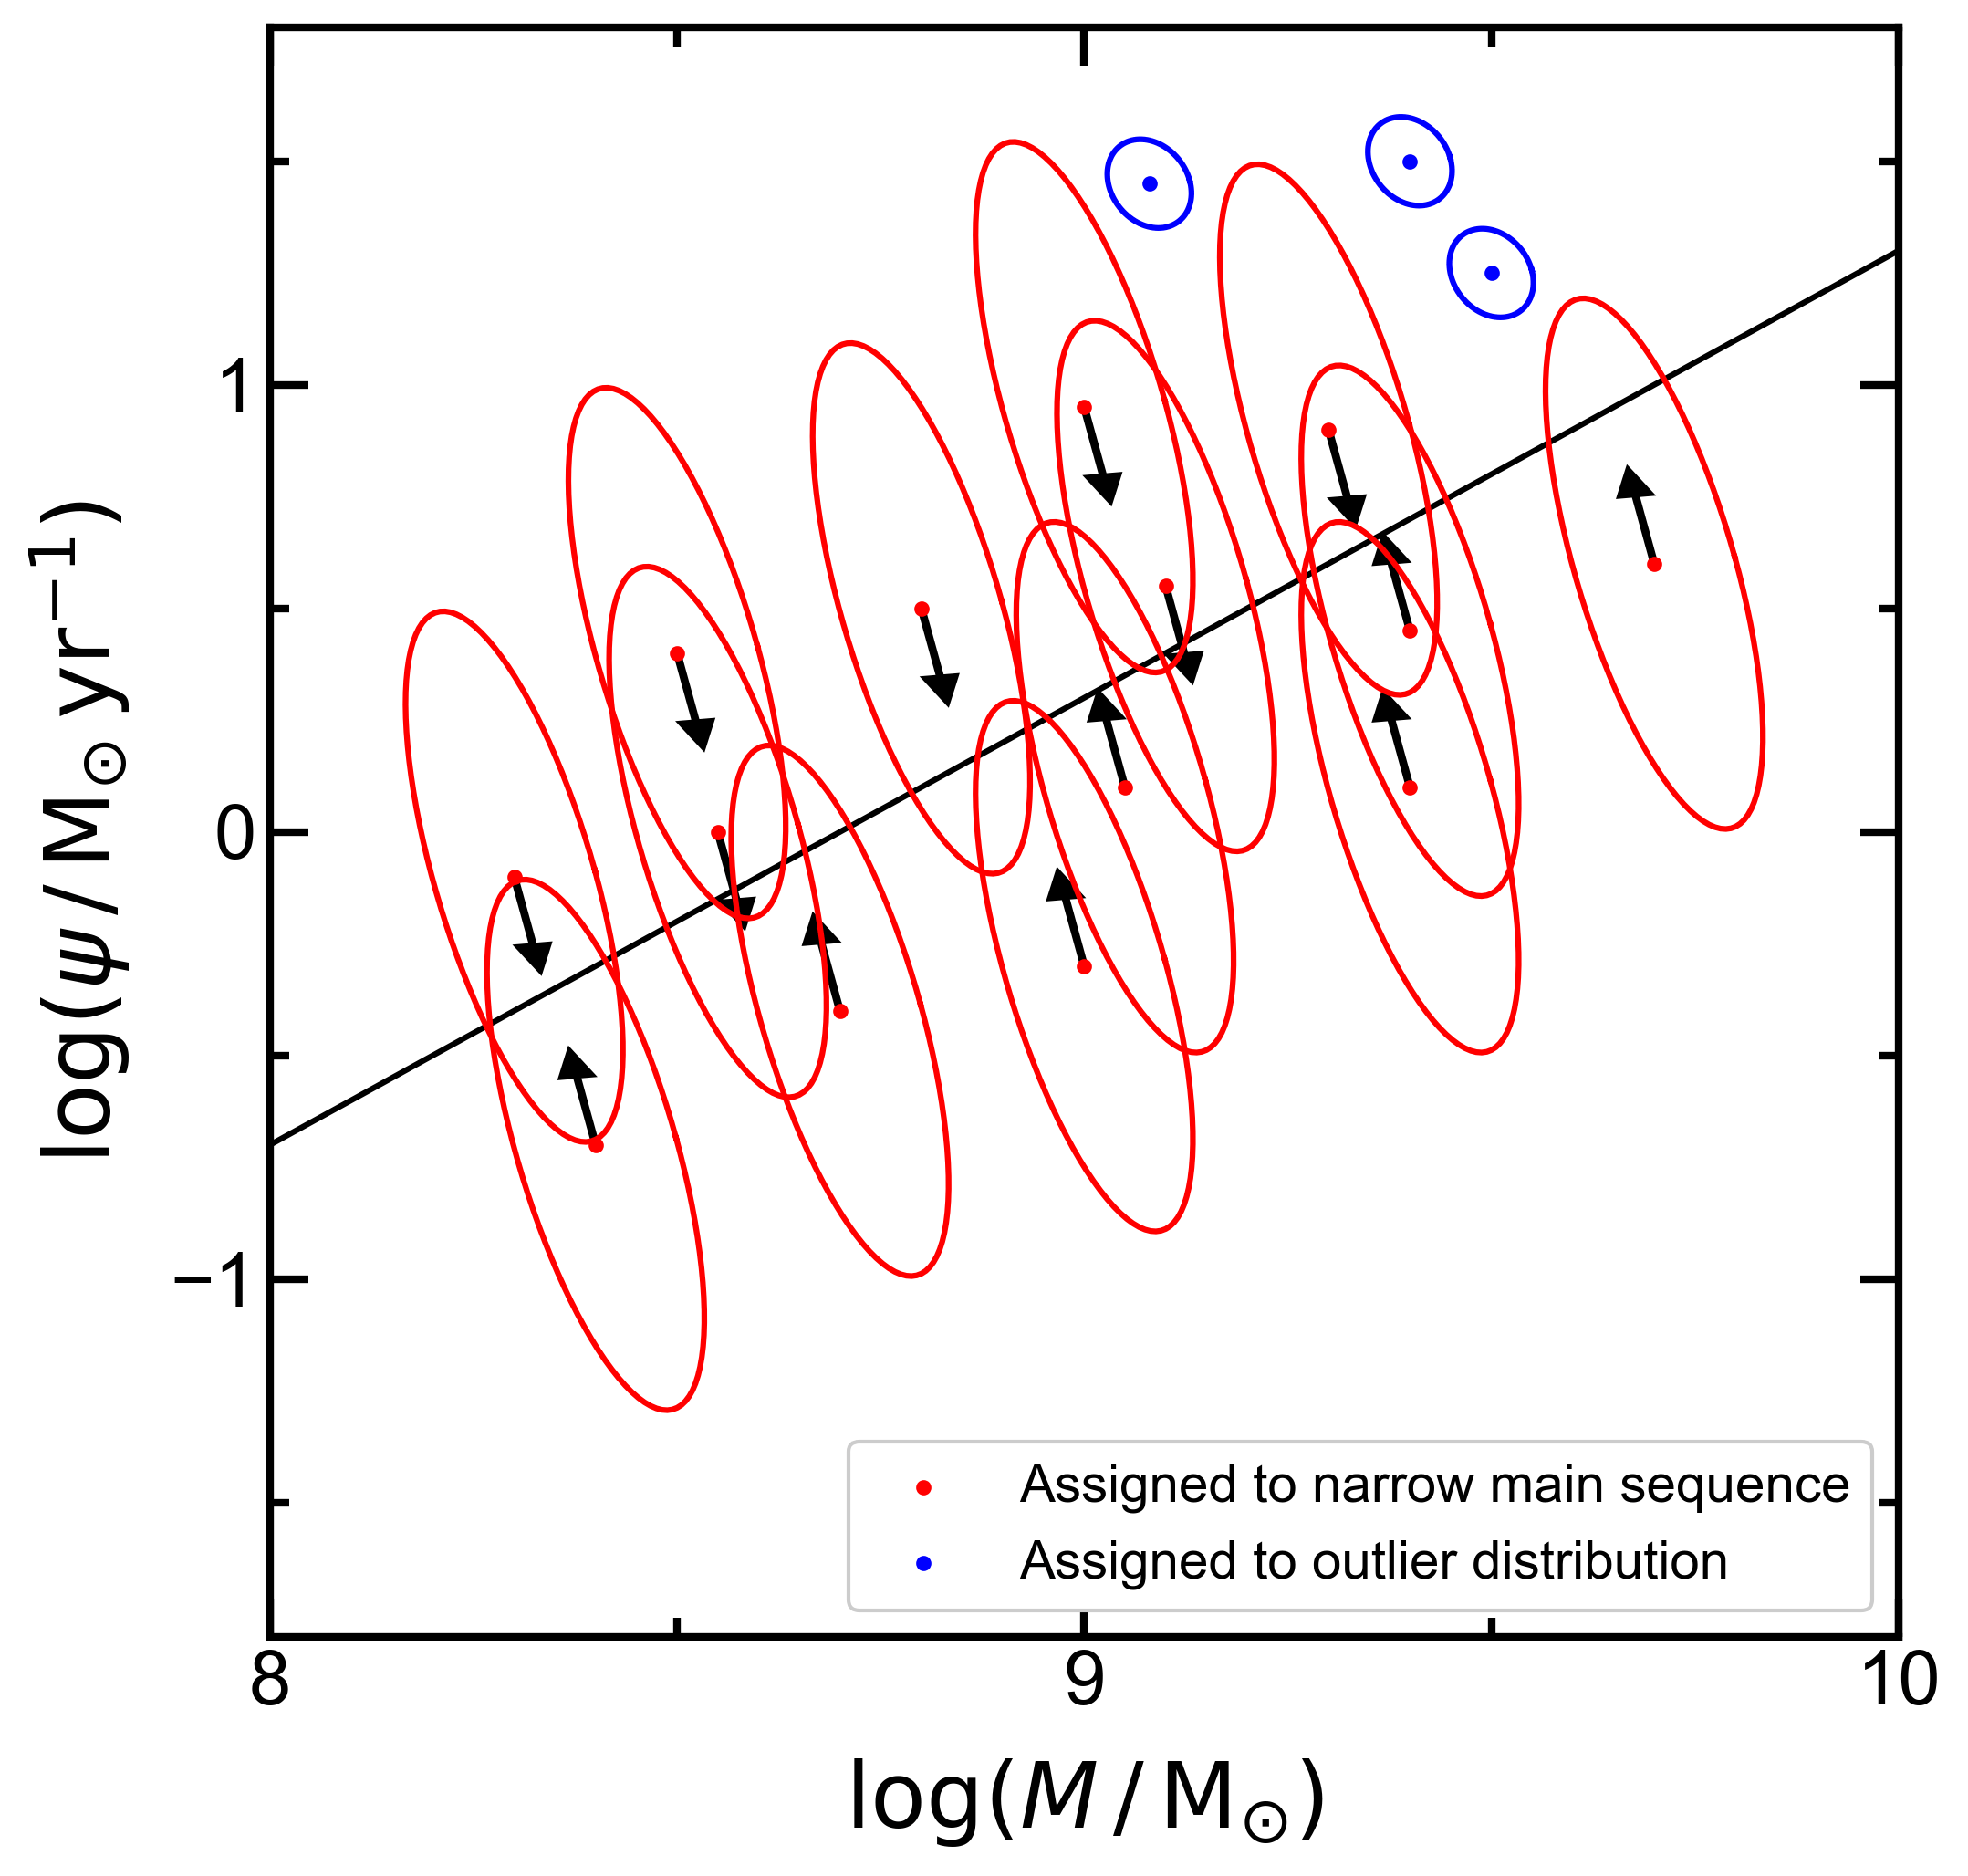 log(ψ / M⊙ yr⁻¹)
1
0
−1
Assigned to narrow main sequence
Assigned to outlier distribution
8 9 10
log(M / M⊙)